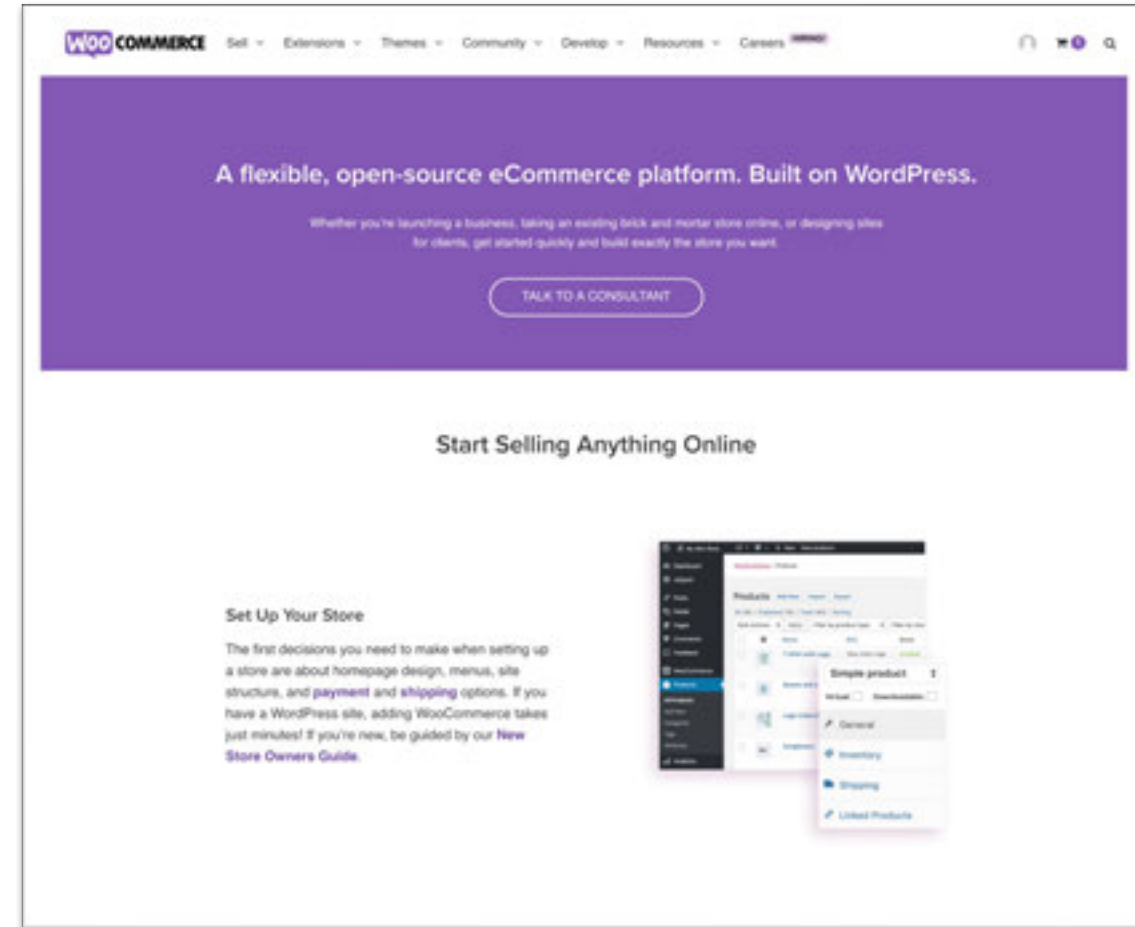 WOO COMMERCE Sell Extensions Themes Community Develop Resources Careers
A flexible, open-source eCommerce platform. Built on WordPress.
Whether you're launching a business, taking an existing brick and mortar store online, or designing sites
for clients, get started quickly and build exactly the store you want.
TALK TO A CONSULTANT
Start Selling Anything Online
Set Up Your Store
The first decisions you need to make when setting up
a store are about homepage design, menus, site
structure, and payment and shipping options. If you
have a WordPress site, adding WooCommerce takes
just minutes! If you're new, be guided by our New
Store Owners Guide.
Products
Simple product
Virtual Downloadable
General
Inventory
Shipping
Linked Products